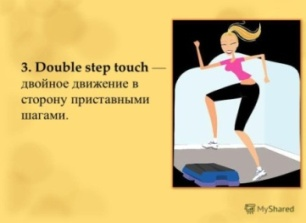 3. Double step touch —
двойное движение в
сторону приставными
шагами.
MyShared